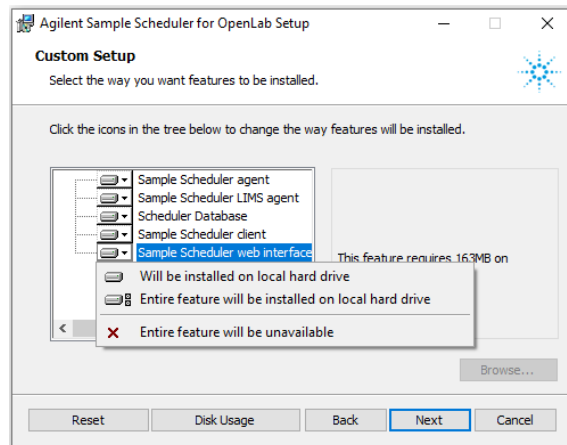 Agilent Sample Scheduler for OpenLab Setup
Custom Setup
Select the way you want features to be installed.
Click the icons in the tree below to change the way features will be installed.
Sample Scheduler agent
Sample Scheduler LIMS agent
Scheduler Database
Sample Scheduler client
Sample Scheduler web interface
This feature requires 163MB on
Will be installed on local hard drive
Entire feature will be installed on local hard drive
Entire feature will be unavailable
Browse...
Reset Disk Usage Back Next Cancel